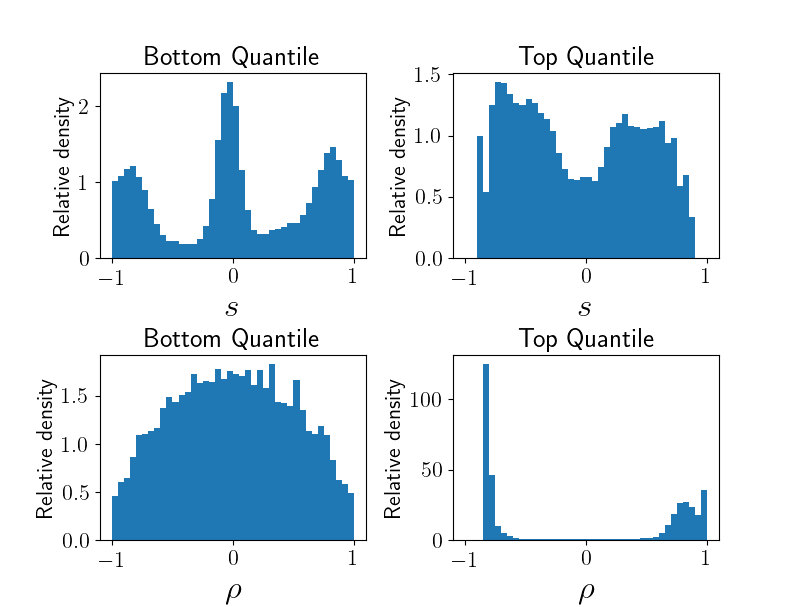 Bottom Quantile
Relative density
2
1
0
−1 0 1
s
Top Quantile
Relative density
1.5
1.0
0.5
0.0
−1 0 1
s
Bottom Quantile
Relative density
1.5
1.0
0.5
0.0
−1 0 1
ρ
Top Quantile
Relative density
100
50
0
−1 0 1
ρ